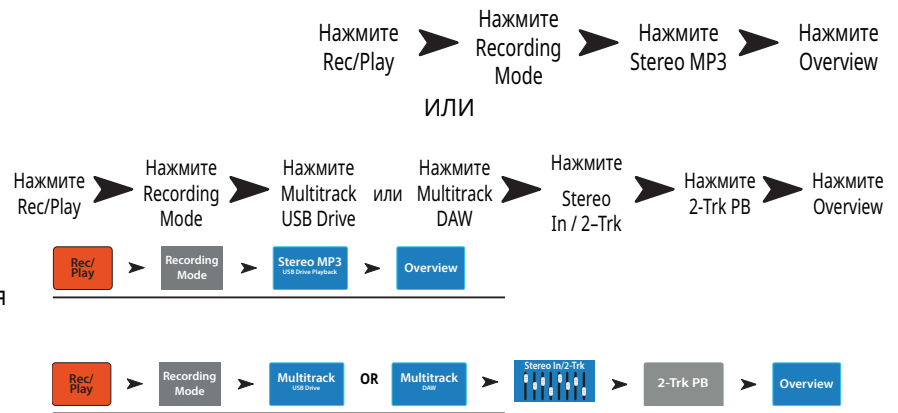 Нажмите
Rec/Play
Нажмите
Recording
Mode
Нажмите
Stereo MP3
Нажмите
Overview
ИЛИ
Нажмите
Rec/Play
Нажмите
Recording
Mode
Нажмите
Multitrack
USB Drive
или
Нажмите
Multitrack
DAW
Нажмите
Stereo
In / 2–Trk
Нажмите
2-Trk PB
Нажмите
Overview
Rec/
Play
Recording
Mode
Stereo MP3
USB Drive Playback
Overview
я
Rec/
Play
Recording
Mode
Multitrack
USB Drive
OR
Multitrack
DAW
Stereo In/2-Trk
2-Trk PB
Overview